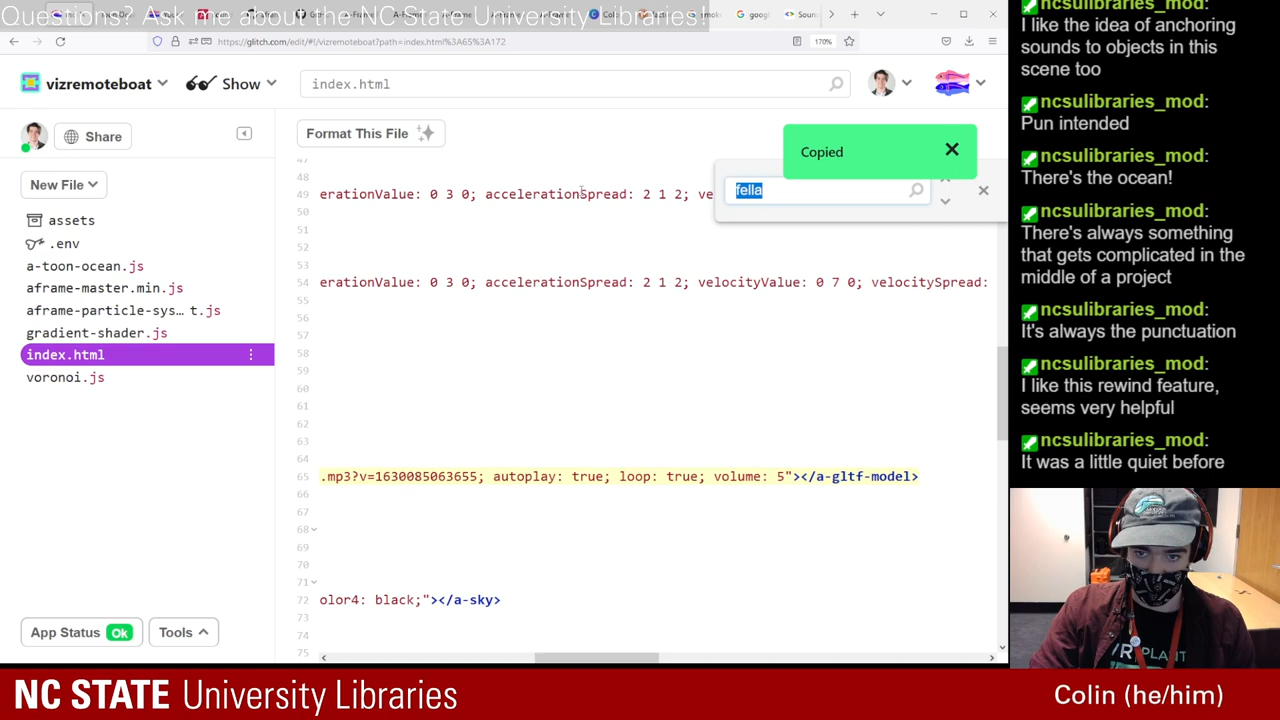 Questions? Ask me about the NC State University Libraries!
https://glitch.com/edit/#!/vizremoteboat?path=index.html%3A65%3A172
170%
vizremoteboat
Show
index.html
Share
Format This File
Copied
New File
fella
assets
.env
a-toon-ocean.js
aframe-master.min.js
aframe-particle-sys… t.js
gradient-shader.js
index.html
voronoi.js
47
48
49 erationValue: 0 3 0; accelerationSpread: 2 1 2; ve
50
51
52
53
54 erationValue: 0 3 0; accelerationSpread: 2 1 2; velocityValue: 0 7 0; velocitySpread:
55
56
57
58
59
60
61
62
63
64
65 .mp3?v=1630085063655; autoplay: true; loop: true; volume: 5"></a-gltf-model>
66
67
68
69
70
71
72 olor4: black;"></a-sky>
73
74
75
App Status Ok
Tools
ncsulibraries_mod:
I like the idea of anchoring
sounds to objects in this
scene too
ncsulibraries_mod:
Pun intended
ncsulibraries_mod:
There's the ocean!
ncsulibraries_mod:
There's always something
that gets complicated in the
middle of a project
ncsulibraries_mod:
It's always the punctuation
ncsulibraries_mod:
I like this rewind feature,
seems very helpful
ncsulibraries_mod:
It was a little quiet before
PLANT
NC STATE University Libraries
Colin (he/him)